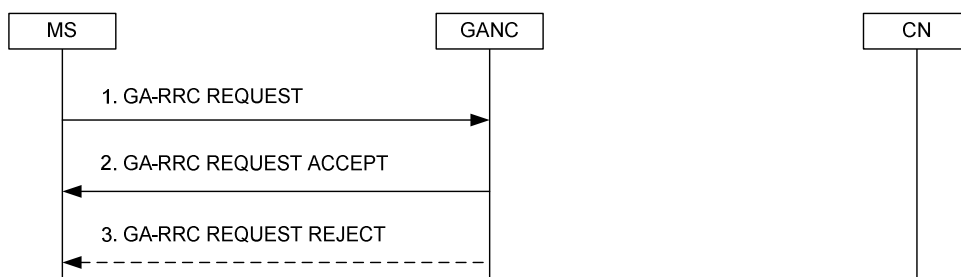 MS
GANC
CN
1. GA-RRC REQUEST
2. GA-RRC REQUEST ACCEPT
3. GA-RRC REQUEST REJECT